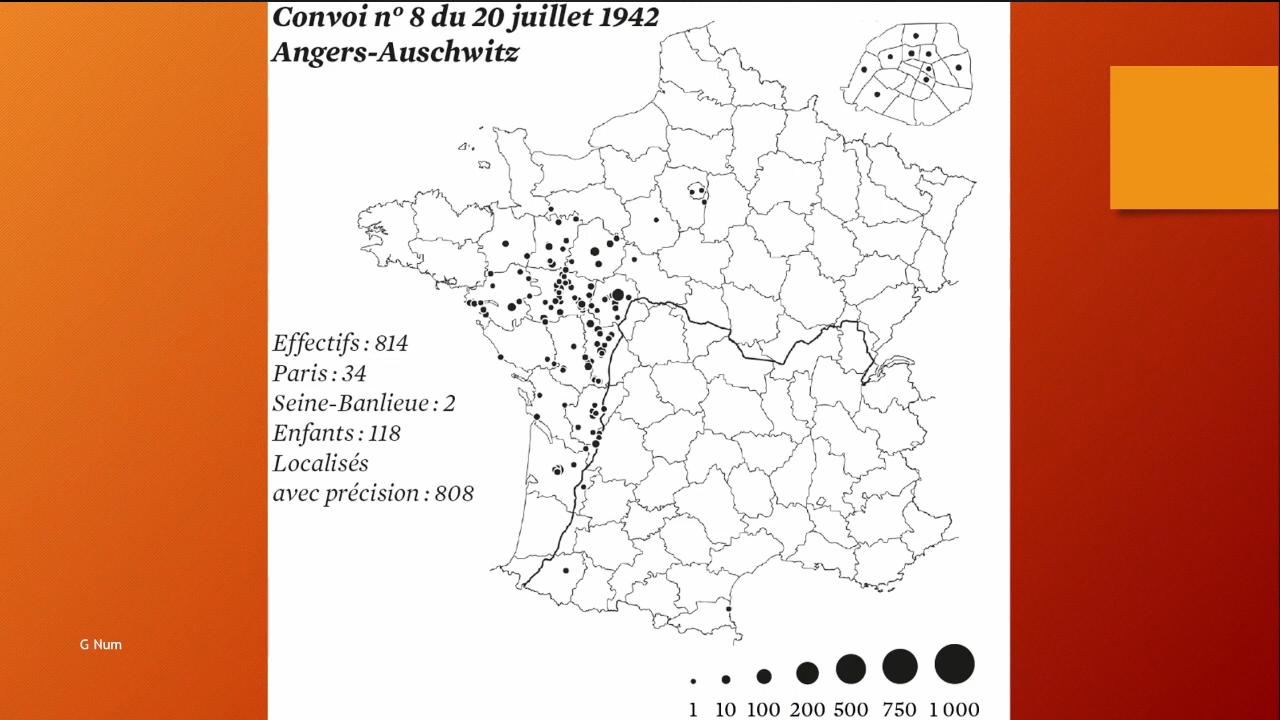 Convoi nº 8 du 20 juillet 1942
Angers-Auschwitz
Effectifs : 814
Paris : 34
Seine-Banlieue : 2
Enfants : 118
Localisés
avec précision : 808
G Num
1 10 100 200 500 750 1 000